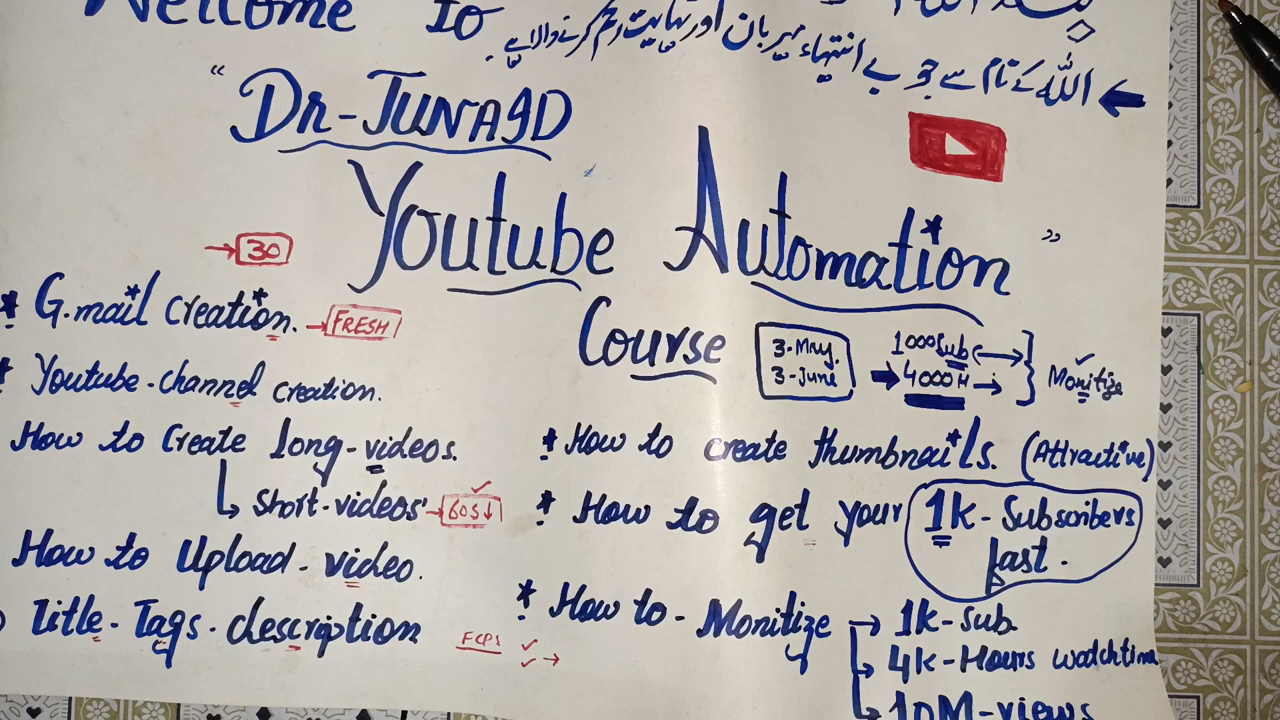 Welcome To
اللہ کے نام سے جو بے انتہاء مہربان اور نہایت رحم کرنے والا ہے
"Dr-JUNAID
Youtube Automation"
Course
3-May
3-June
1000 Sub
4000 H
Monitize
30
* G.mail creation. → FRESH
* Youtube-channel creation.
How to Create long-videos.
short-videos → 60S↓
How to Upload-video.
Title-Tags-description
* How to create thumbnails. (Attractive)
* How to get your 1k-Subscribers
fast.
* How to-Monitize → 1k-Sub.
4k-Hours watchtime
10M-views